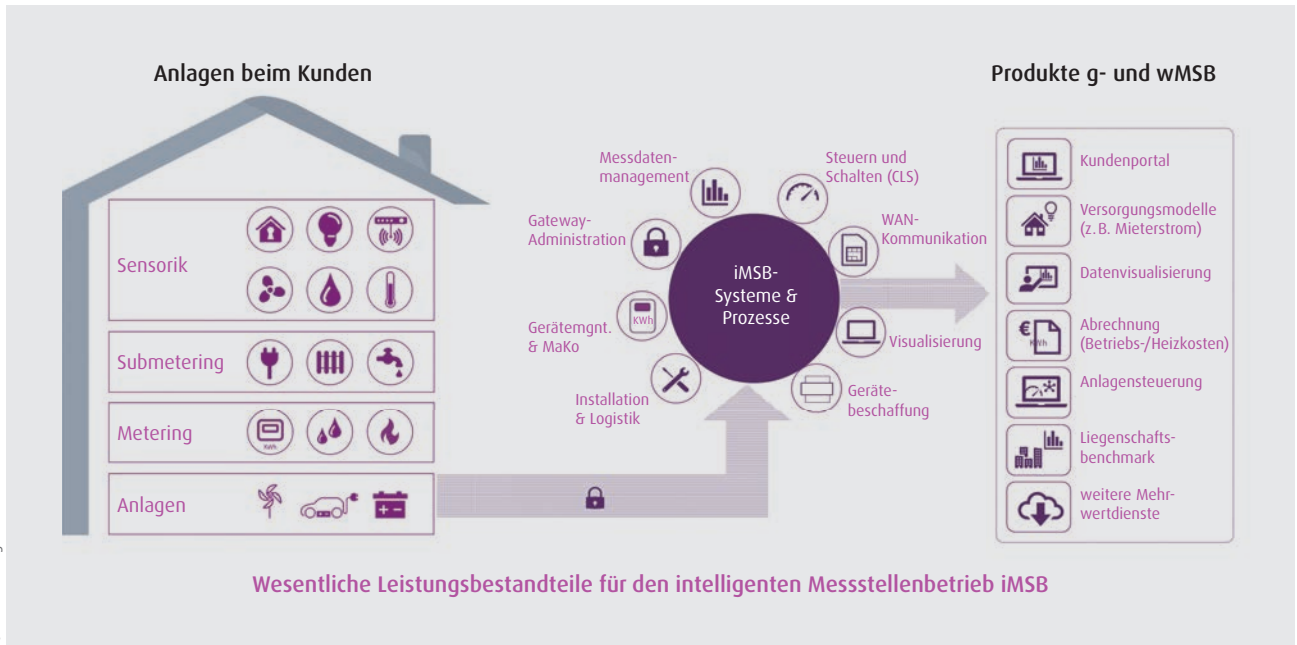 Anlagen beim Kunden
Sensorik
Submetering
Metering
KWh
Anlagen
Messdaten-
management
Gateway-
Administration
Gerätemgnt.
& MaKo
KWh
Installation
& Logistik
iMSB-
Systeme &
Prozesse
Steuern und
Schalten (CLS)
WAN-
Kommunikation
Visualisierung
Geräte-
beschaffung
Produkte g- und wMSB
Kundenportal
Versorgungsmodelle
(z. B. Mieterstrom)
Datenvisualisierung
€
KWh
Abrechnung
(Betriebs-/Heizkosten)
Anlagensteuerung
Liegenschafts-
benchmark
weitere Mehr-
wertdienste
Wesentliche Leistungsbestandteile für den intelligenten Messstellenbetrieb iMSB